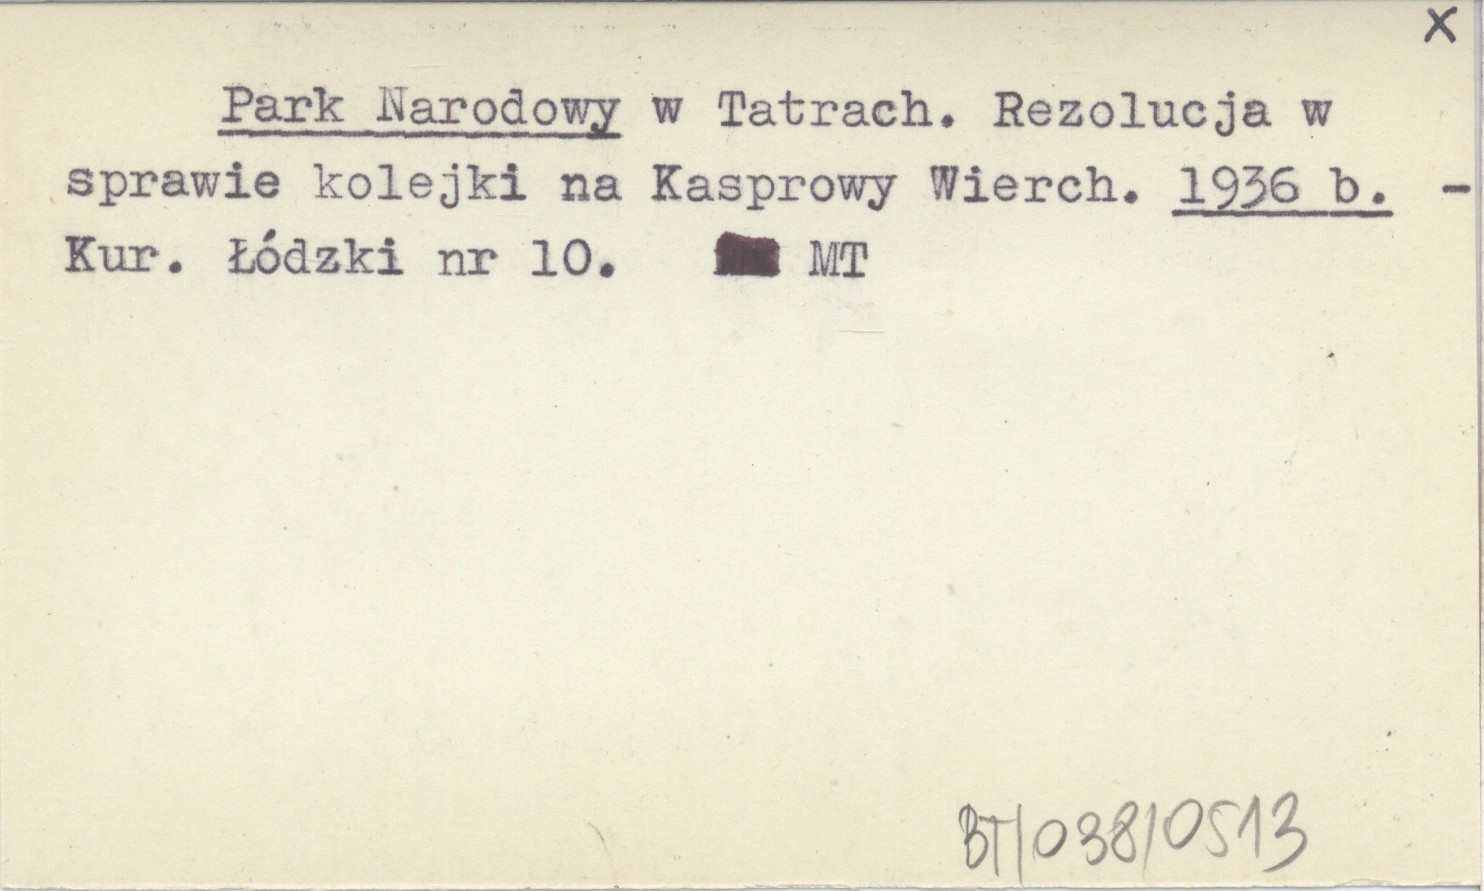 x
Park Narodowy w Tatrach. Rezolucja w
sprawie kolejki na Kasprowy Wierch. 1936 b. -
Kur. Łódzki nr 10. MT
BT/038/0513